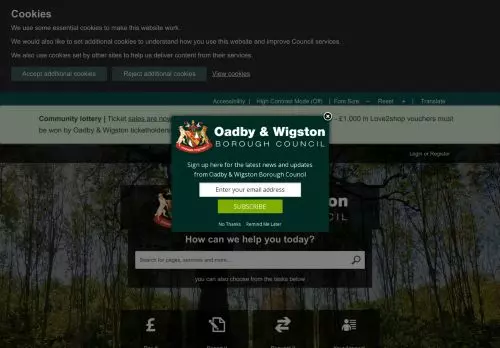 Cookies
We use some essential cookies to make this website work.
We would also like to set additional cookies to understand how you use this website and improve Council services.
We also use cookies set by other sites to help us deliver content from their services.
Accept additional cookies
Reject additional cookies
View cookies
Accessibility | High Contrast Mode (Off) | Font Size: − Reset + | Translate
Community lottery | Ticket sales are now
- £1,000 in Love2shop vouchers must
be won by Oadby & Wigston ticketholders
Login or Register
Oadby & Wigston
BOROUGH COUNCIL
Sign up here for the latest news and updates
from Oadby & Wigston Borough Council
Enter your email address
SUBSCRIBE
No Thanks
Remind Me Later
How can we help you today?
Search for pages, services and more...
you can also choose from the tasks below